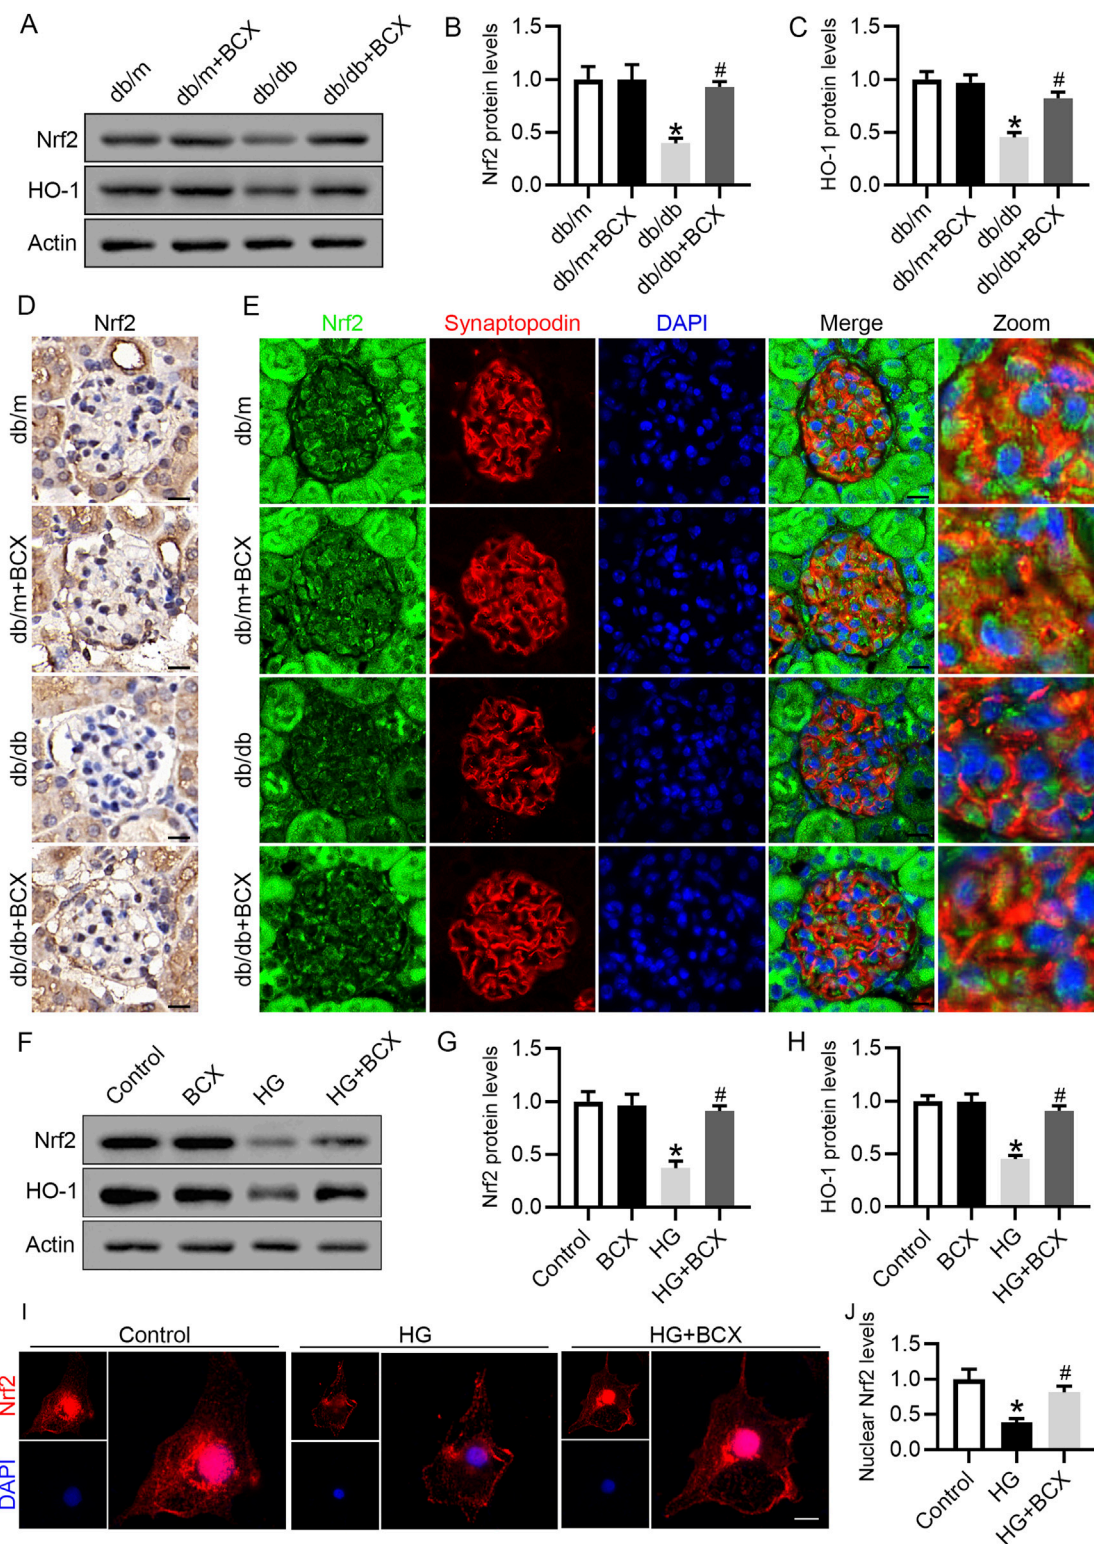 A
db/m
db/m+BCX
db/db
db/db+BCX
Nrf2
HO-1
Actin
B
Nrf2 protein levels
1.5
1.0
0.5
0.0
*
#
db/m
db/m+BCX
db/db
db/db+BCX
C
HO-1 protein levels
1.5
1.0
0.5
0.0
*
#
db/m
db/m+BCX
db/db
db/db+BCX
D
Nrf2
db/m
db/m+BCX
db/db
db/db+BCX
E
Nrf2
Synaptopodin
DAPI
Merge
Zoom
db/m
db/m+BCX
db/db
db/db+BCX
F
Control
BCX
HG
HG+BCX
Nrf2
HO-1
Actin
G
Nrf2 protein levels
1.5
1.0
0.5
0.0
*
#
Control
BCX
HG
HG+BCX
H
HO-1 protein levels
1.5
1.0
0.5
0.0
*
#
Control
BCX
HG
HG+BCX
I
Control
HG
HG+BCX
Nrf2
DAPI
J
Nuclear Nrf2 levels
1.5
1.0
0.5
0.0
*
#
Control
HG
HG+BCX